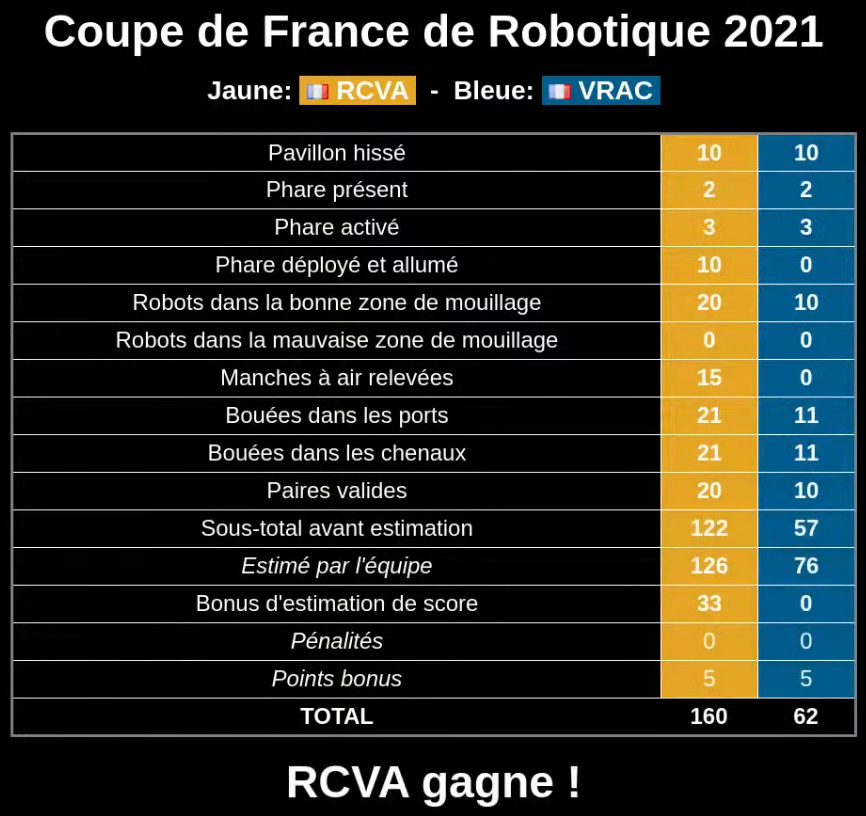 Coupe de France de Robotique 2021
Jaune: RCVA - Bleue: VRAC
Pavillon hissé 10 10
Phare présent 2 2
Phare activé 3 3
Phare déployé et allumé 10 0
Robots dans la bonne zone de mouillage 20 10
Robots dans la mauvaise zone de mouillage 0 0
Manches à air relevées 15 0
Bouées dans les ports 21 11
Bouées dans les chenaux 21 11
Paires valides 20 10
Sous-total avant estimation 122 57
Estimé par l'équipe 126 76
Bonus d'estimation de score 33 0
Pénalités 0 0
Points bonus 5 5
TOTAL 160 62
RCVA gagne !